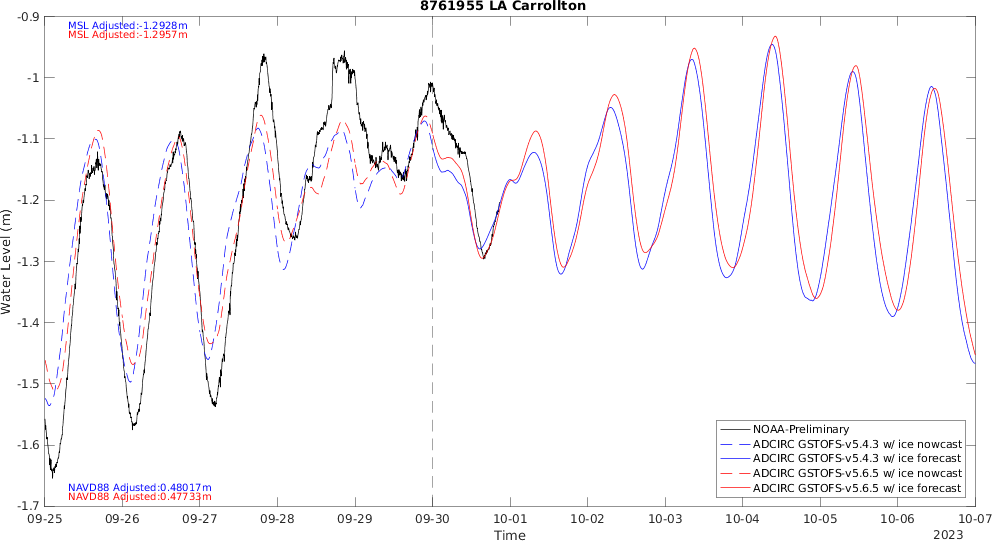 8761955 LA Carrollton
MSL Adjusted:-1.2928m
MSL Adjusted:-1.2957m
-0.9
-1
-1.1
-1.2
-1.3
-1.4
-1.5
-1.6
-1.7
Water Level (m)
NAVD88 Adjusted:0.48017m
NAVD88 Adjusted:0.47733m
NOAA-Preliminary
ADCIRC GSTOFS-v5.4.3 w/ ice nowcast
ADCIRC GSTOFS-v5.4.3 w/ ice forecast
ADCIRC GSTOFS-v5.6.5 w/ ice nowcast
ADCIRC GSTOFS-v5.6.5 w/ ice forecast
09-25 09-26 09-27 09-28 09-29 09-30 10-01 10-02 10-03 10-04 10-05 10-06 10-07
Time
2023